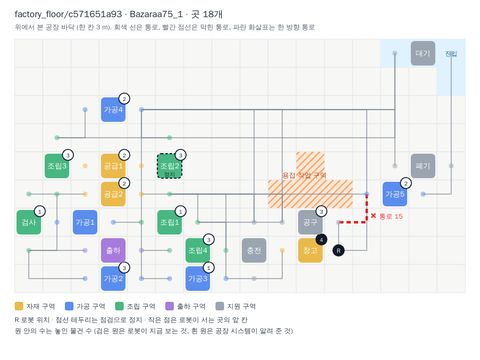 factory_floor/c571651a93 · Bazaraa75_1 · 곳 18개
위에서 본 공장 바닥 (한 칸 3 m). 회색 선은 통로, 빨간 점선은 막힌 통로, 파란 화살표는 한 방향 통로
대기
진입
2
가공4
3
조립3
2
공급1
2
조립2
용접 작업 구역
폐기
2
공급2
2
가공5
1
검사
가공1
1
조립1
3
공구
✕ 통로 15
출하
3
조립4
충전
4
창고
R
3
가공2
1
가공3
자재 구역
가공 구역
조립 구역
출하 구역
지원 구역
R 로봇 위치 · 점선 테두리는 점검으로 정지 · 작은 점은 로봇이 서는 곳의 앞 칸
원 안의 수는 놓인 물건 수 (검은 원은 로봇이 지금 보는 것, 흰 원은 공장 시스템이 알려 준 것)